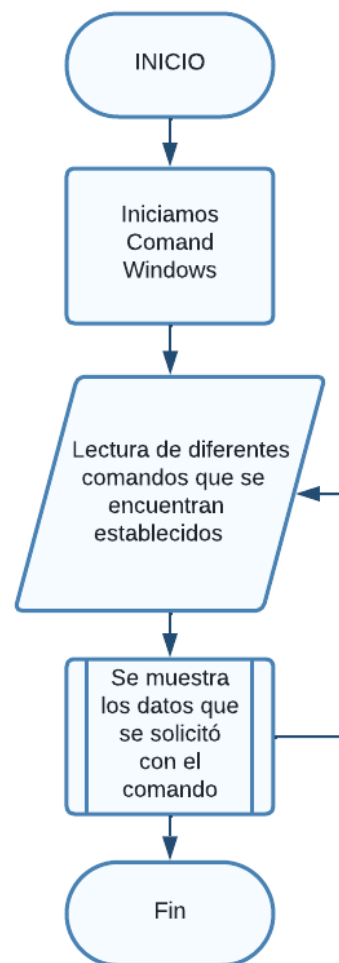 INICIO
Iniciamos
Comand
Windows
Lectura de diferentes
comandos que se
encuentran
establecidos
Se muestra
los datos que
se solicitó
con el
comando
Fin